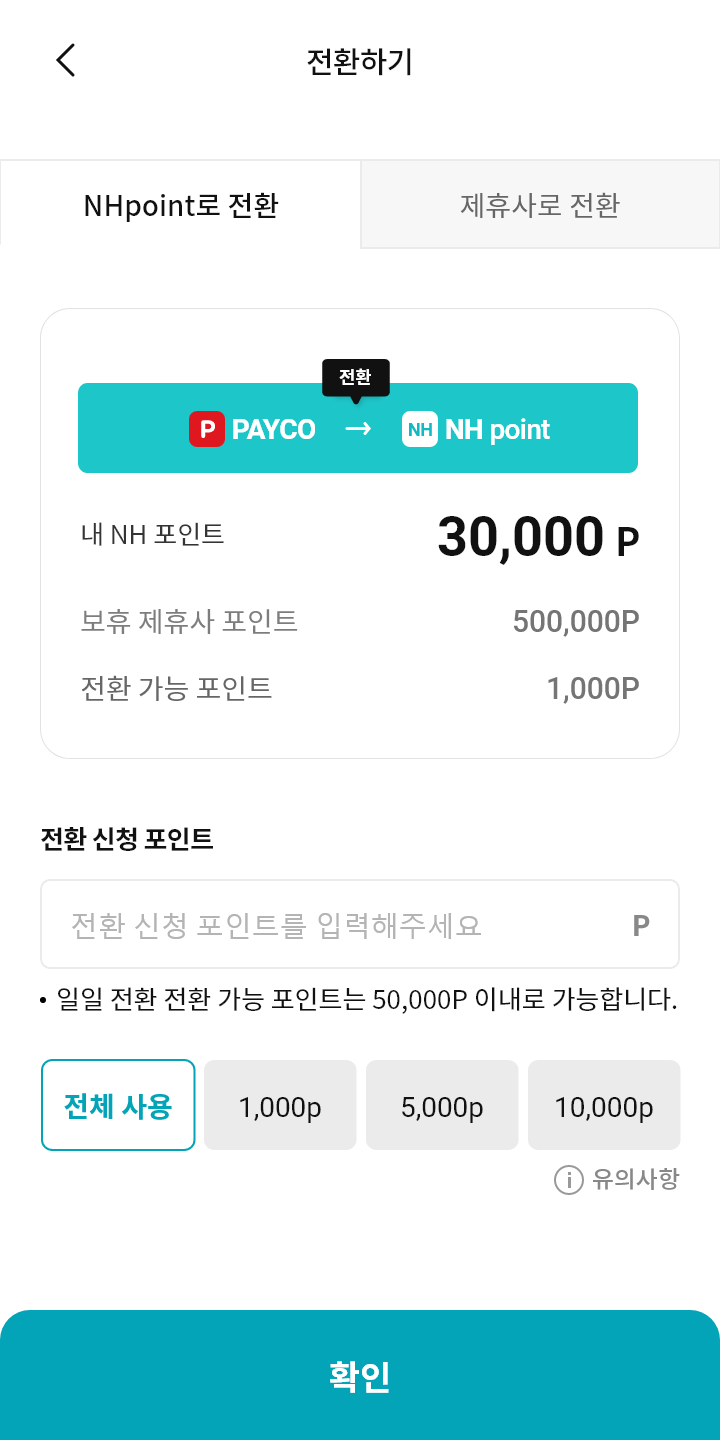 전환하기
NHpoint로 전환
제휴사로 전환
전환
P PAYCO → NH NH point
내 NH 포인트
30,000 P
보휴 제휴사 포인트
500,000P
전환 가능 포인트
1,000P
전환 신청 포인트
전환 신청 포인트를 입력해주세요 P
• 일일 전환 전환 가능 포인트는 50,000P 이내로 가능합니다.
전체 사용
1,000p
5,000p
10,000p
유의사항
확인